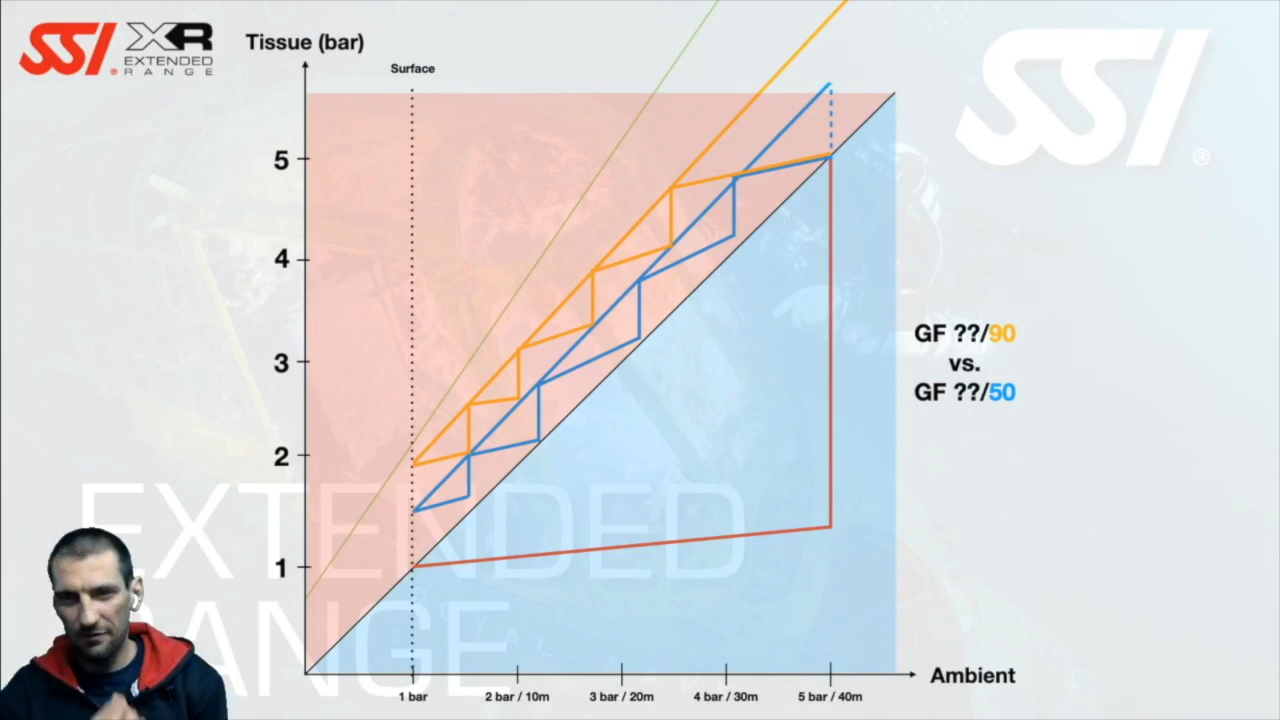 SSI
XR
EXTENDED
RANGE
Tissue (bar)
Surface
SSI
5
4
3
2
1
GF ??/90
vs.
GF ??/50
EXTENDED
RANGE
Ambient
1 bar
2 bar / 10m
3 bar / 20m
4 bar / 30m
5 bar / 40m